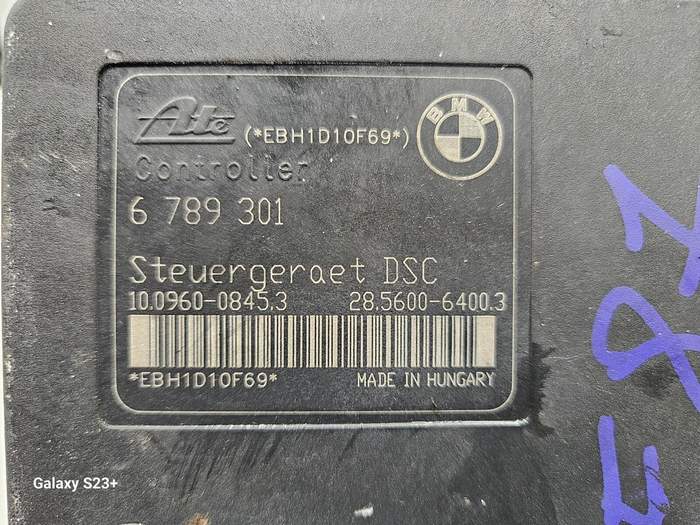 Ate (*EBH1D10F69*) BMW
Controller
6 789 301
Steuergeraet DSC
10.0960-0845.3 28.5600-6400.3
*EBH1D10F69* MADE IN HUNGARY
E87
Galaxy S23+